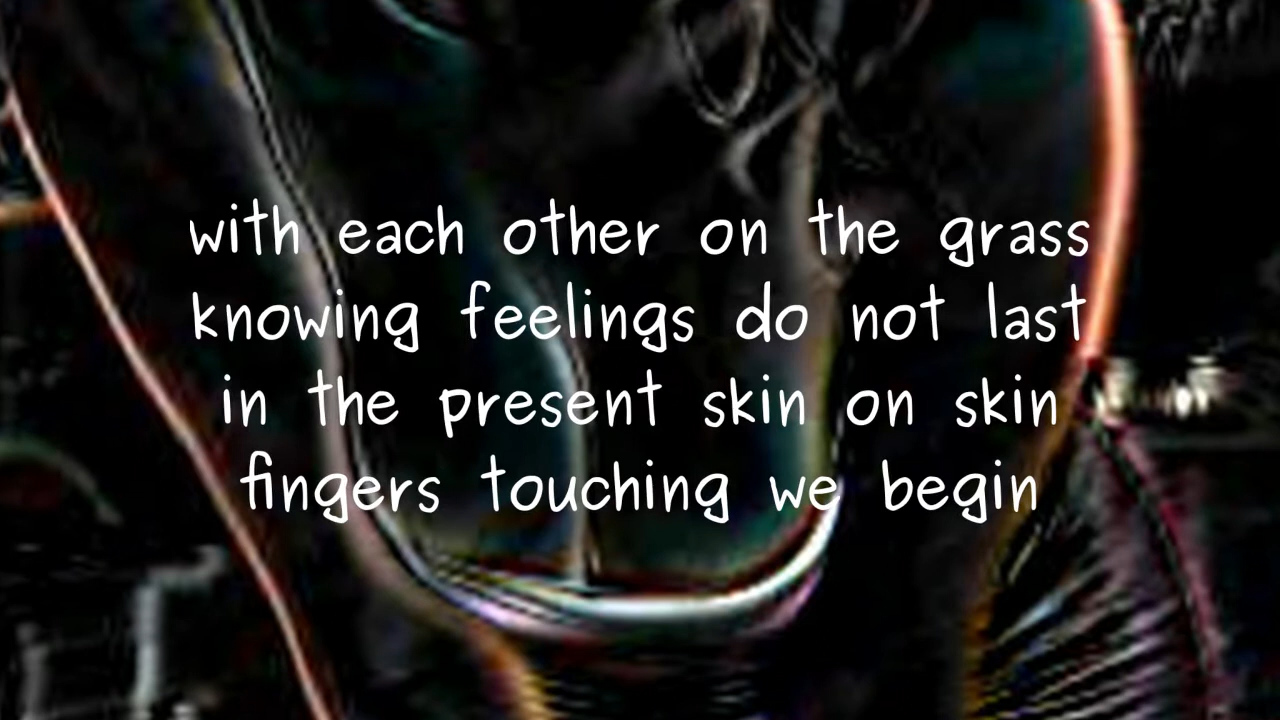 with each other on the grass
knowing feelings do not last
in the present skin on skin
fingers touching we begin